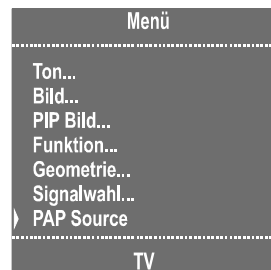 Menü
Ton...
Bild...
PIP Bild...
Funktion...
Geometrie...
Signalwahl...
PAP Source
TV